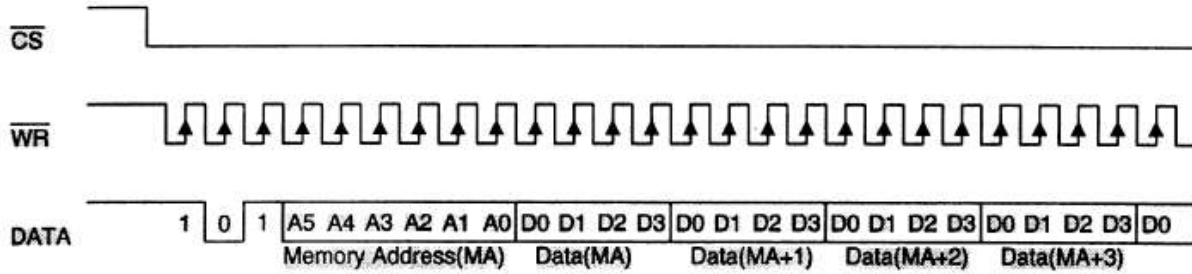 CS
WR
DATA 1 0 1 A5 A4 A3 A2 A1 A0 D0 D1 D2 D3 D0 D1 D2 D3 D0 D1 D2 D3 D0 D1 D2 D3 D0
Memory Address(MA) Data(MA) Data(MA+1) Data(MA+2) Data(MA+3)